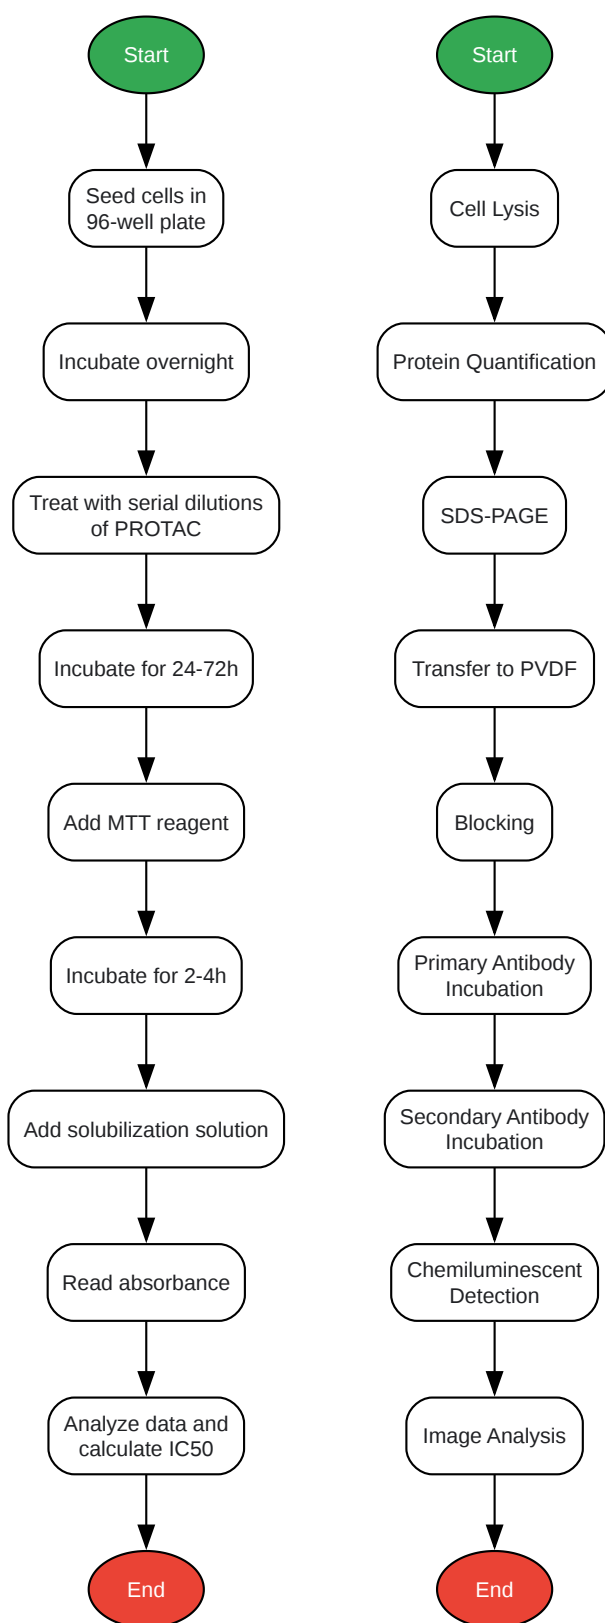 Start
Seed cells in
96-well plate
Incubate overnight
Treat with serial dilutions
of PROTAC
Incubate for 24-72h
Add MTT reagent
Incubate for 2-4h
Add solubilization solution
Read absorbance
Analyze data and
calculate IC50
End
Start
Cell Lysis
Protein Quantification
SDS-PAGE
Transfer to PVDF
Blocking
Primary Antibody
Incubation
Secondary Antibody
Incubation
Chemiluminescent
Detection
Image Analysis
End